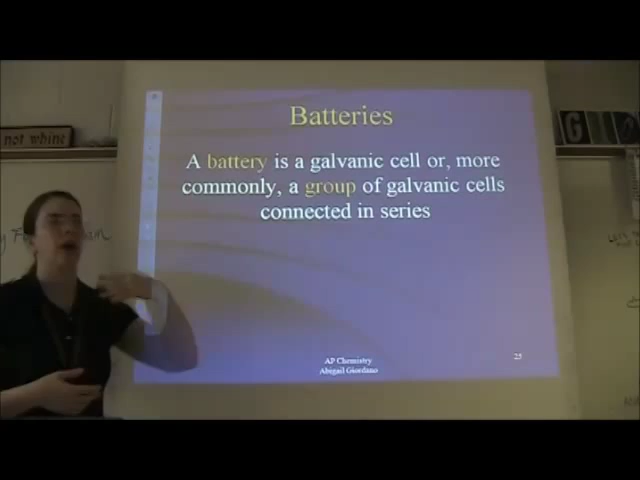 Batteries
not whine
A battery is a galvanic cell or, more
commonly, a group of galvanic cells
connected in series
AP Chemistry
Abigail Giordano
25